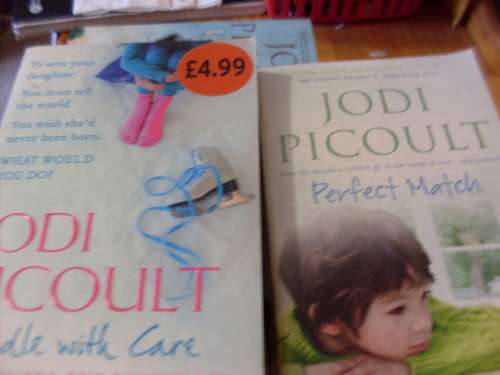 To save your
daughter
You must tell
the world
You wish she'd
never been born.
WHAT WOULD
YOU DO?
£4.99
ODI
ICOULT
dle with Care
JODI
PICOULT
Perfect Match